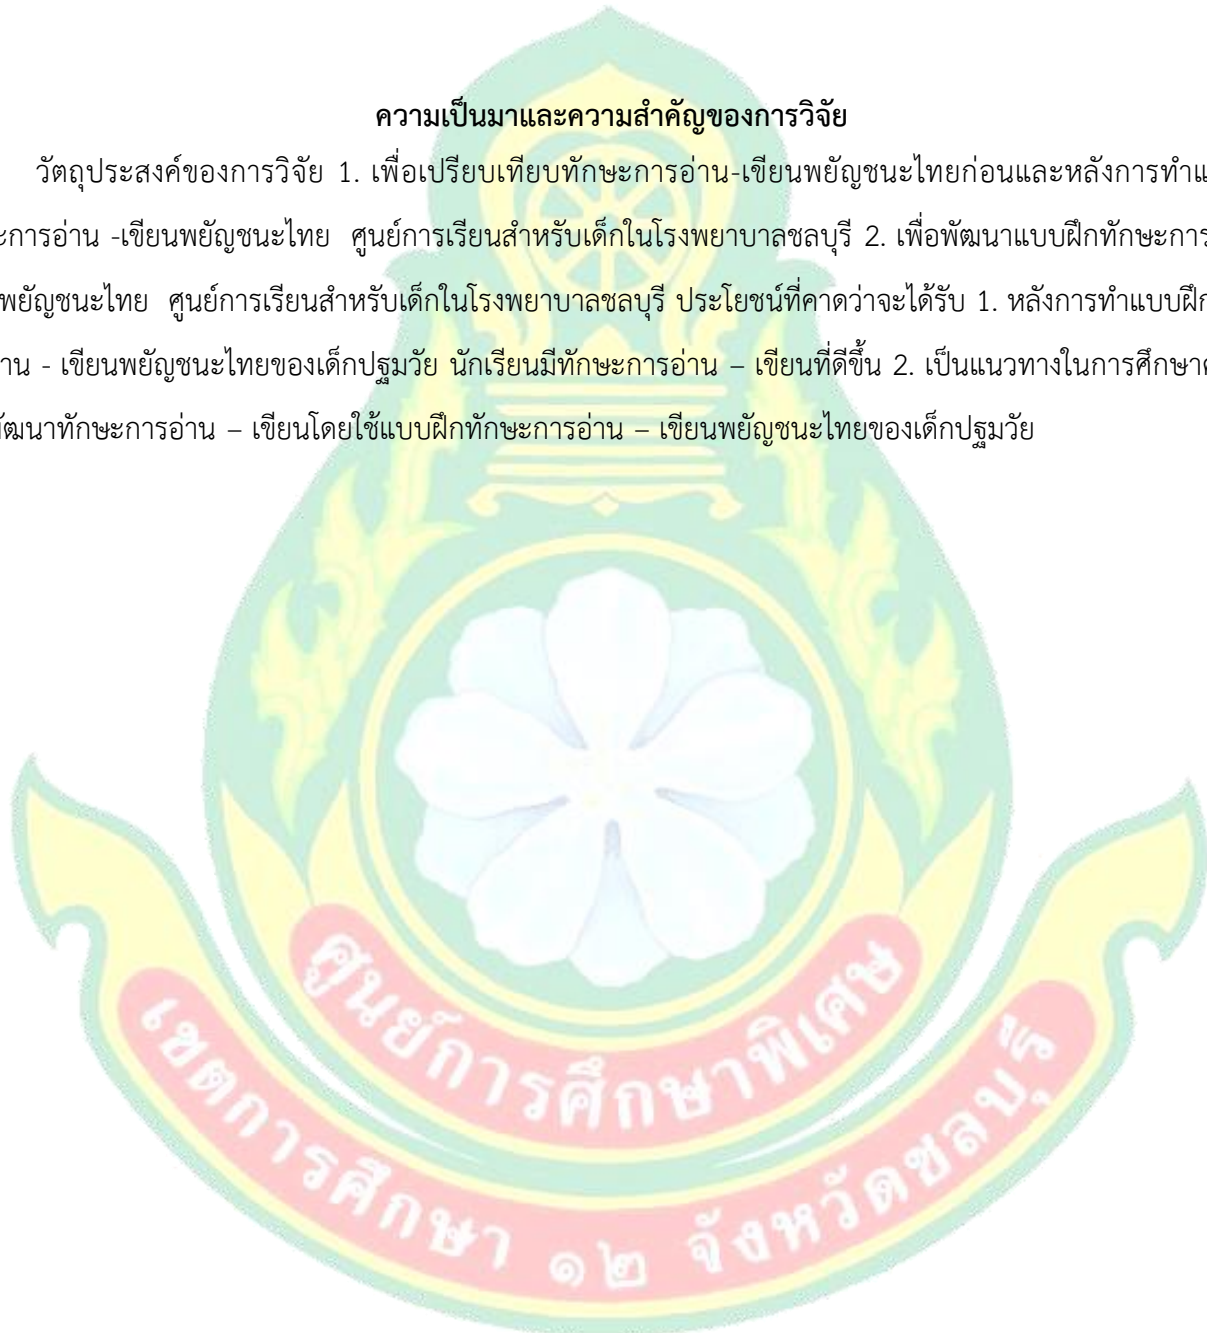 ความเป็นมาและความสำคัญของการวิจัย
วัตถุประสงค์ของการวิจัย 1. เพื่อเปรียบเทียบทักษะการอ่าน-เขียนพยัญชนะไทยก่อนและหลังการทำแ
ะการอ่าน -เขียนพยัญชนะไทย ศูนย์การเรียนสำหรับเด็กในโรงพยาบาลชลบุรี 2. เพื่อพัฒนาแบบฝึกทักษะการ
พยัญชนะไทย ศูนย์การเรียนสำหรับเด็กในโรงพยาบาลชลบุรี ประโยชน์ที่คาดว่าจะได้รับ 1. หลังการทำแบบฝึก
าน - เขียนพยัญชนะไทยของเด็กปฐมวัย นักเรียนมีทักษะการอ่าน – เขียนที่ดีขึ้น 2. เป็นแนวทางในการศึกษาค
พัฒนาทักษะการอ่าน – เขียนโดยใช้แบบฝึกทักษะการอ่าน – เขียนพยัญชนะไทยของเด็กปฐมวัย
ศูนย์การศึกษาพิเศษ
เขตการศึกษา ๑๒ จังหวัดชลบุรี